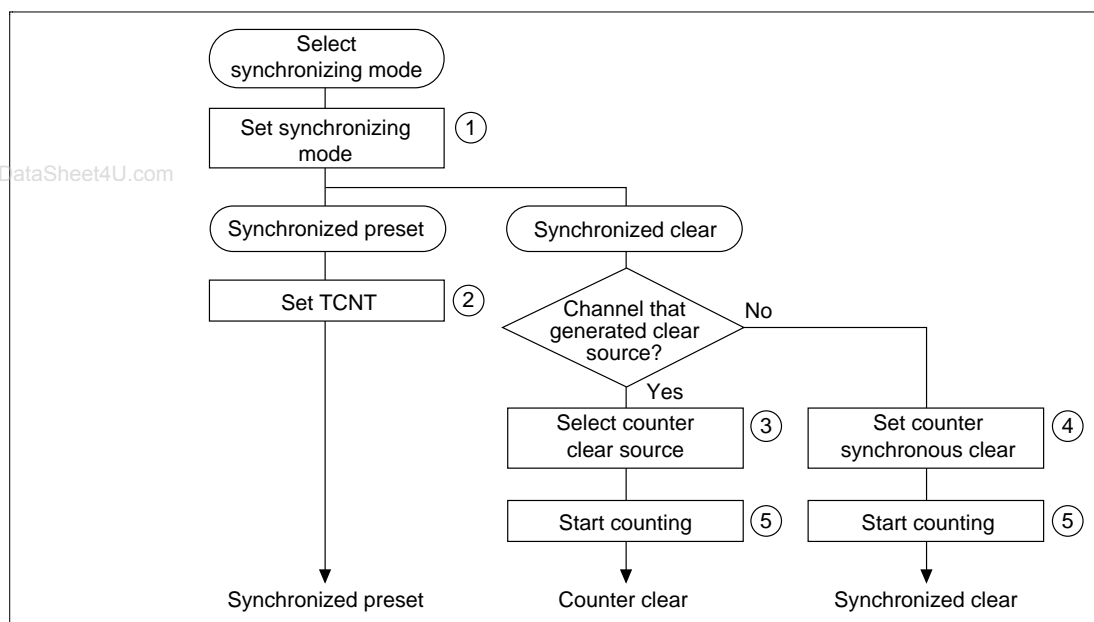 Select
synchronizing mode
Set synchronizing
mode
1
DataSheet4U.com
Synchronized preset
Synchronized clear
Set TCNT
2
Channel that
generated clear
source?
No
Yes
Select counter
clear source
3
Set counter
synchronous clear
4
Start counting
5
Start counting
5
Synchronized preset
Counter clear
Synchronized clear